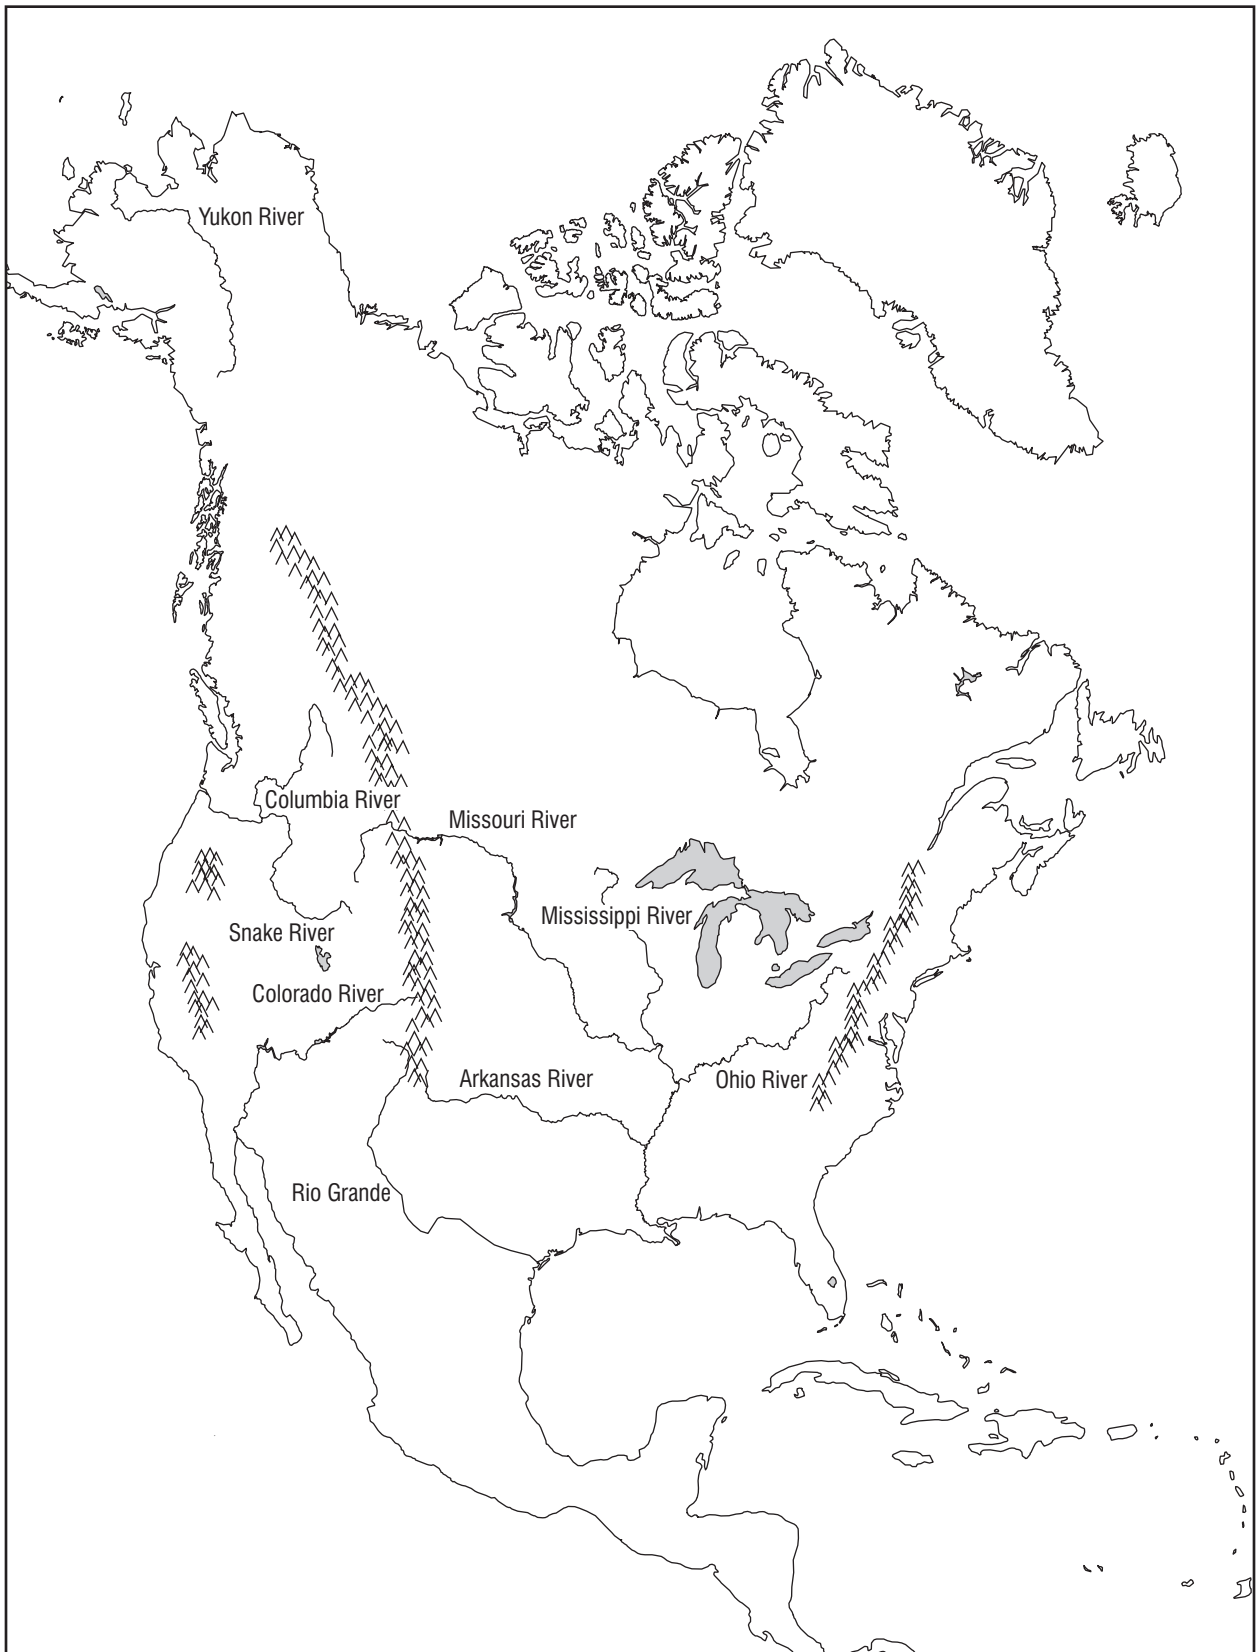 Yukon River
Columbia River
Missouri River
Mississippi River
Snake River
Colorado River
Arkansas River
Ohio River
Rio Grande